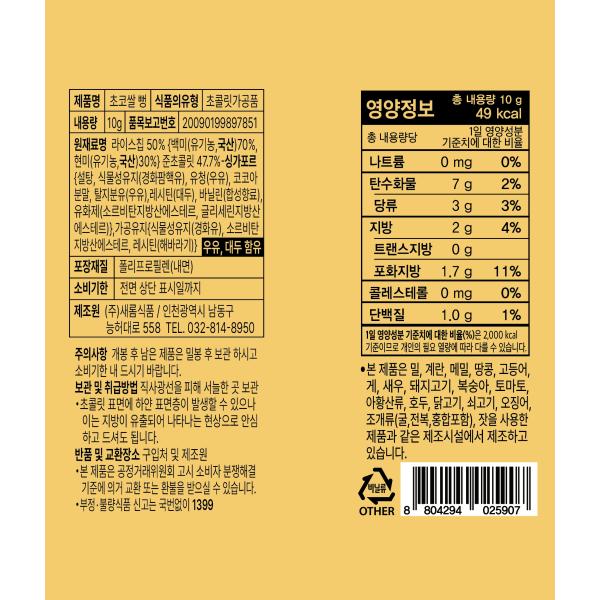 제품명 초코쌀 뻥 식품의유형 초콜릿가공품
내용량 10g 품목보고번호 20090199897851
원재료명 라이스칩 50% {백미(유기농,국산)70%,
현미(유기농,국산)30%} 준초콜릿 47.7%-싱가포르
{설탕, 식물성유지(경화팜핵유), 유청(우유), 코코아
분말, 탈지분유(우유),레시틴(대두), 바닐린(합성향료),
유화제(소르비탄지방산에스테르, 글리세린지방산
에스테르)},가공유지(식물성유지(경화유), 소르비탄
지방산에스테르, 레시틴(해바라기)} 우유, 대두 함유
포장재질 폴리프로필렌(내면)
소비기한 전면 상단 표시일까지
제조원 (주)새롬식품 / 인천광역시 남동구
능허대로 558 TEL. 032-814-8950
주의사항 개봉 후 남은 제품은 밀봉 후 보관 하시고
소비기한 내 드시기 바랍니다.
보관 및 취급방법 직사광선을 피해 서늘한 곳 보관
•초콜릿 표면에 하얀 표면층이 발생할 수 있으나
이는 지방이 유출되어 나타나는 현상으로 안심
하고 드셔도 됩니다.
반품 및 교환장소 구입처 및 제조원
•본 제품은 공정거래위원회 고시 소비자 분쟁해결
기준에 의거 교환 또는 환불을 받으실 수 있습니다.
•부정·불량식품 신고는 국번없이 1399
영양정보 총 내용량 10 g
49 kcal
총 내용량당 1일 영양성분
기준치에 대한 비율
나트륨 0 mg 0%
탄수화물 7 g 2%
당류 3 g 3%
지방 2 g 4%
트랜스지방 0 g
포화지방 1.7 g 11%
콜레스테롤 0 mg 0%
단백질 1.0 g 1%
1일 영양성분 기준치에 대한 비율(%)은 2,000 kcal
기준이므로 개인의 필요 열량에 따라 다를 수 있습니다.
•본 제품은 밀, 계란, 메밀, 땅콩, 고등어,
게, 새우, 돼지고기, 복숭아, 토마토,
아황산류, 호두, 닭고기, 쇠고기, 오징어,
조개류(굴,전복,홍합포함), 잣을 사용한
제품과 같은 제조시설에서 제조하고
있습니다.
비닐류
OTHER
8 804294 025907